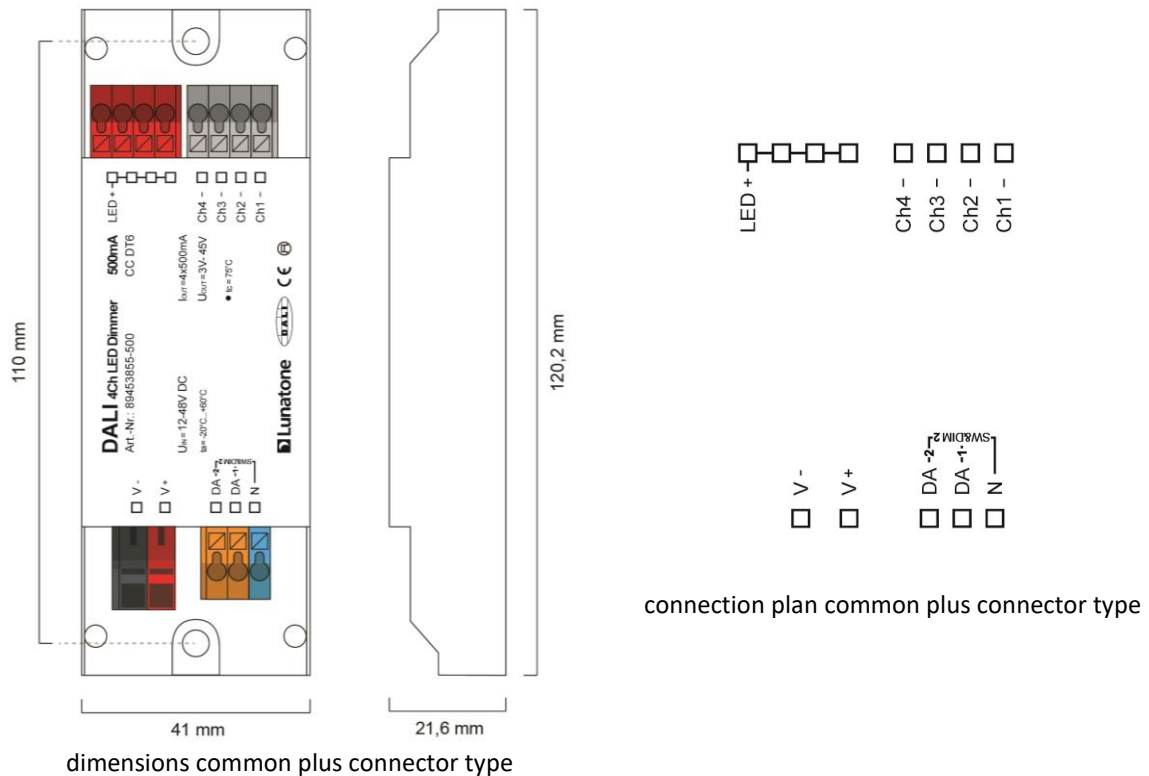 LED +
Ch4 -
Ch3 -
Ch2 -
Ch1 -
DALI 4Ch LED Dimmer 500mA
Art.-Nr.: 89453855-500 CC DT6
UIN=12-48V DC IOUT=4x500mA
ta=-20°C...+60°C UOUT=3V- 45V
• tc = 75°C
Lunatone DALI CE
V -
V +
DA -2-
DA -1-
N
SW&DIM 2
110 mm
120,2 mm
41 mm
21,6 mm
dimensions common plus connector type
LED +
Ch4 -
Ch3 -
Ch2 -
Ch1 -
V -
V +
DA -2-
DA -1-
N
SW&DIM 2
connection plan common plus connector type